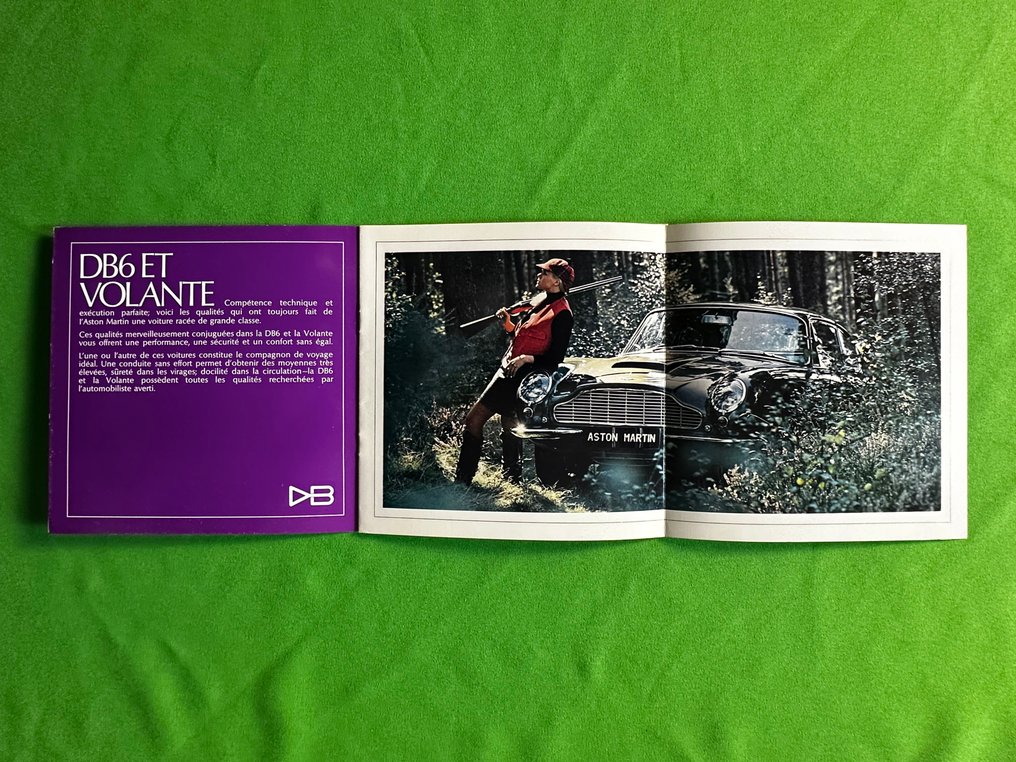 DB6 ET
VOLANTE Compétence technique et
exécution parfaite; voici les qualités qui ont toujours fait de
l'Aston Martin une voiture racée de grande classe.
Ces qualités merveilleusement conjuguées dans la DB6 et la Volante
vous offrent une performance, une sécurité et un confort sans égal.
L'une ou l'autre de ces voitures constitue le compagnon de voyage
idéal. Une conduite sans effort permet d'obtenir des moyennes très
élevées, sûreté dans les virages; docilité dans la circulation—la DB6
et la Volante possèdent toutes les qualités recherchées par
l'automobiliste averti.
DB
ASTON MARTIN